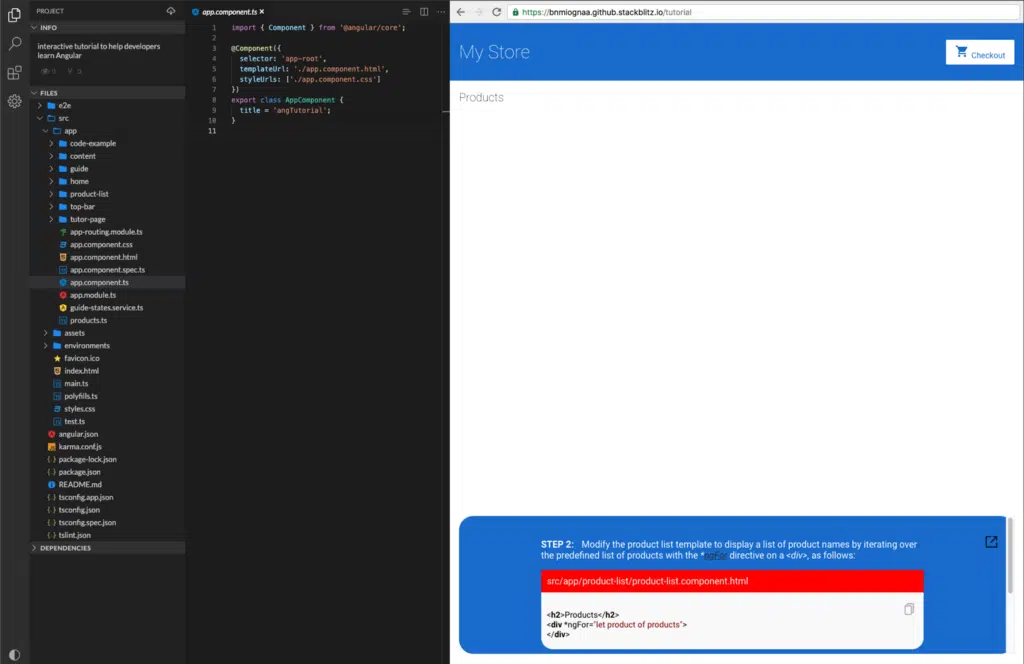 PROJECT
INFO
interactive tutorial to help developers
learn Angular
0 0
FILES
e2e
src
app
code-example
content
guide
home
product-list
top-bar
tutor-page
app-routing.module.ts
app.component.css
app.component.html
app.component.spec.ts
app.component.ts
app.module.ts
guide-states.service.ts
products.ts
assets
environments
favicon.ico
index.html
main.ts
polyfills.ts
styles.css
test.ts
angular.json
karma.conf.js
package-lock.json
package.json
README.md
tsconfig.app.json
tsconfig.json
tsconfig.spec.json
tslint.json
DEPENDENCIES
app.component.ts ×
1 import { Component } from '@angular/core';
2
3 @Component({
4 selector: 'app-root',
5 templateUrl: './app.component.html',
6 styleUrls: ['./app.component.css']
7 })
8 export class AppComponent {
9 title = 'angTutorial';
10 }
11
https://bnmiognaa.github.stackblitz.io/tutorial
My Store
Checkout
Products
STEP 2: Modify the product list template to display a list of product names by iterating over
the predefined list of products with the *ngFor directive on a <div>, as follows:
src/app/product-list/product-list.component.html
<h2>Products</h2>
<div *ngFor="let product of products">
</div>